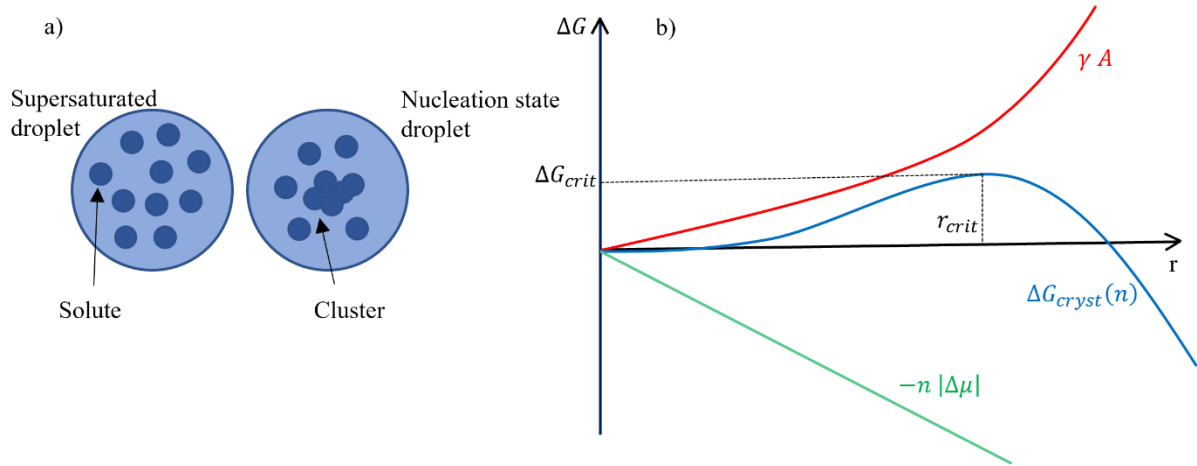 a)
Supersaturated
droplet
Nucleation state
droplet
Solute
Cluster
ΔG
b)
γ A
ΔG_crit
r_crit
r
ΔG_cryst(n)
−n |Δμ|